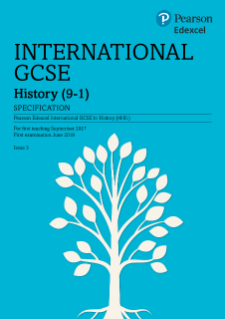 Pearson
Edexcel
INTERNATIONAL
GCSE
History (9-1)
SPECIFICATION
Pearson Edexcel International GCSE in History (4HI1)
For first teaching September 2017
First examination June 2019
Issue 2